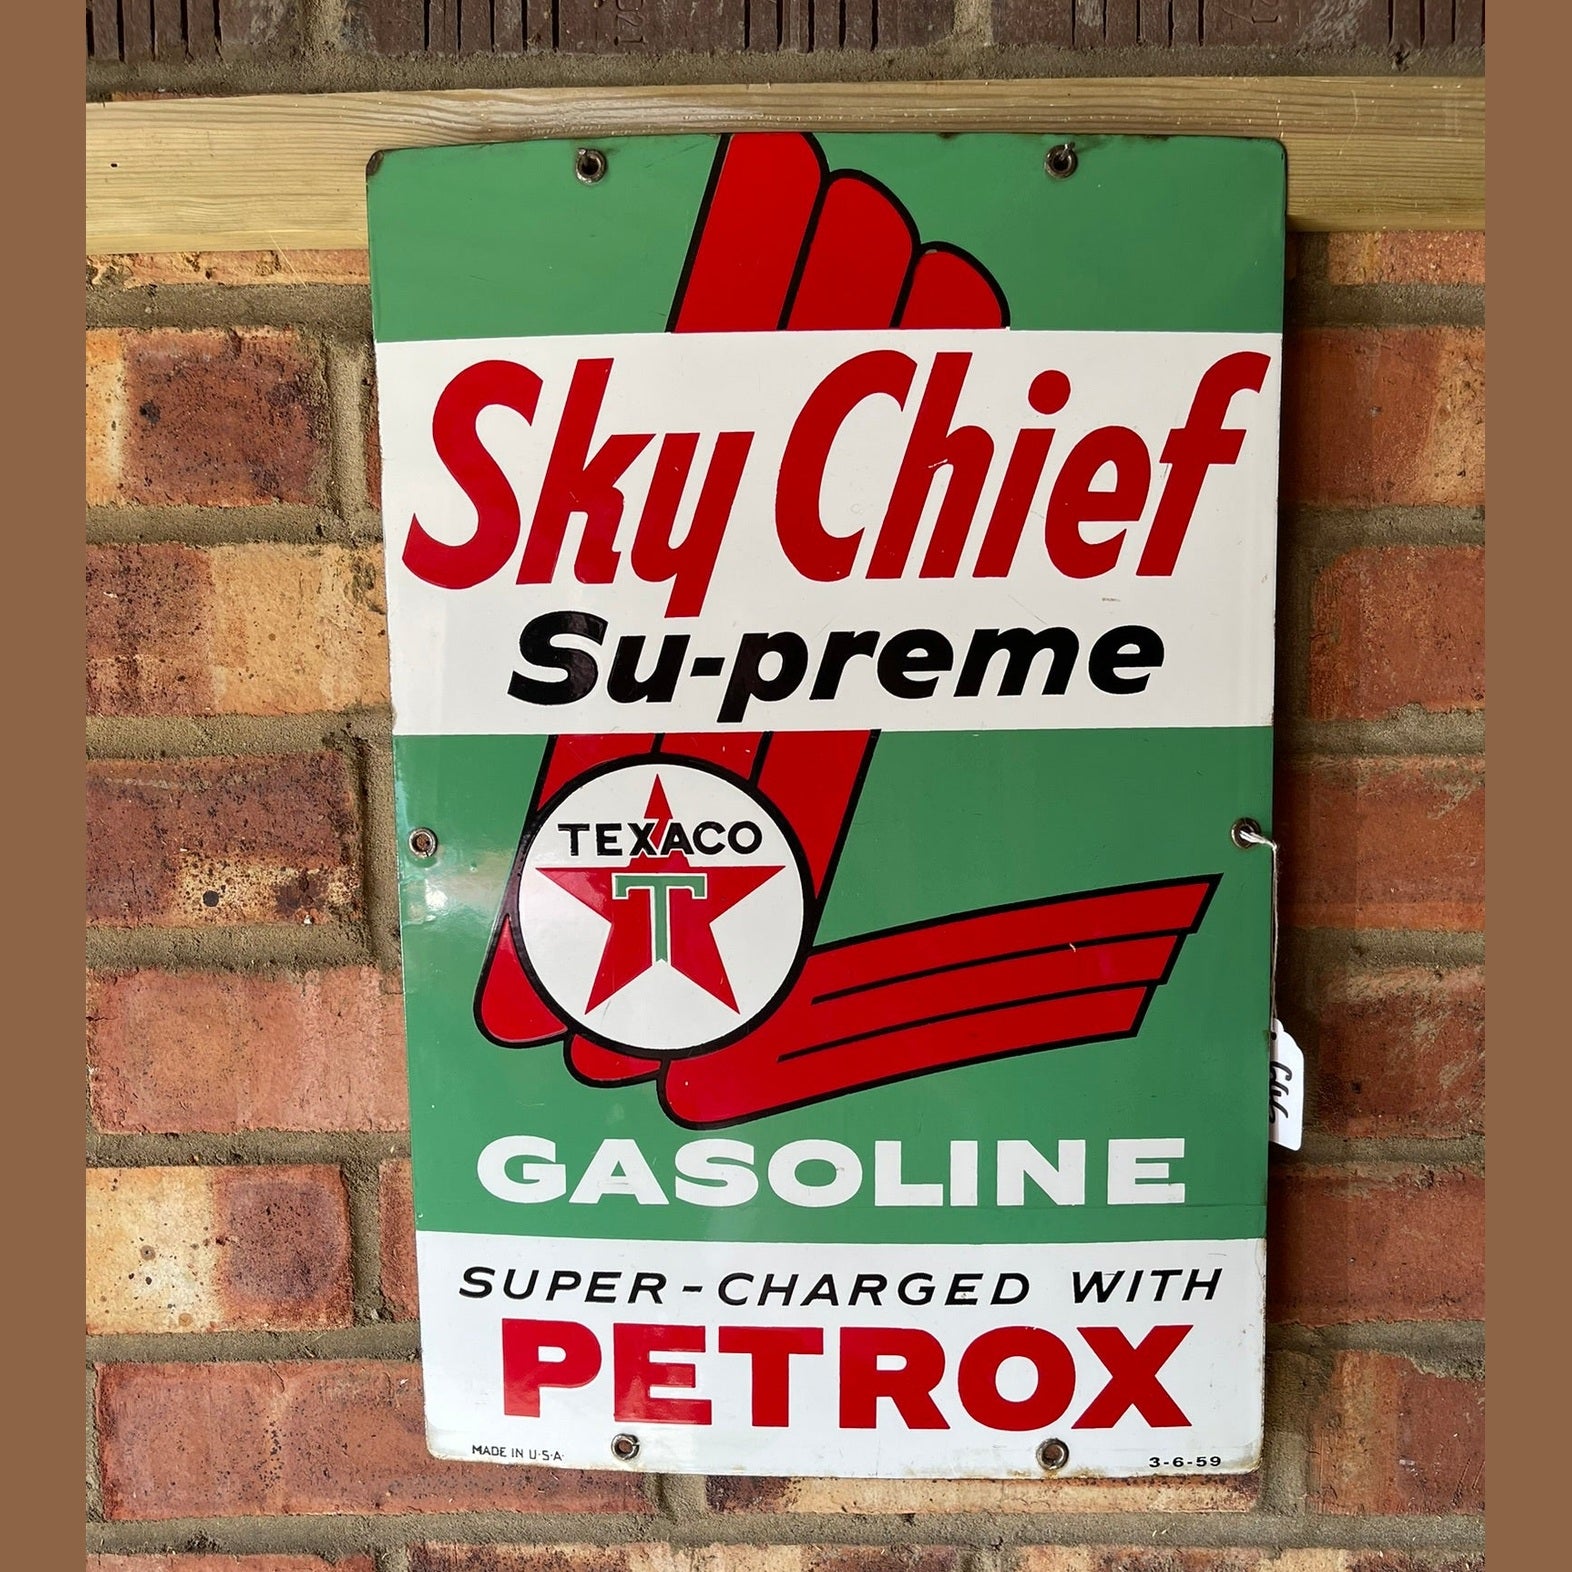 Sky Chief
Su-preme
TEXACO
T
GASOLINE
SUPER-CHARGED WITH
PETROX
MADE IN U·S·A·
3-6-59